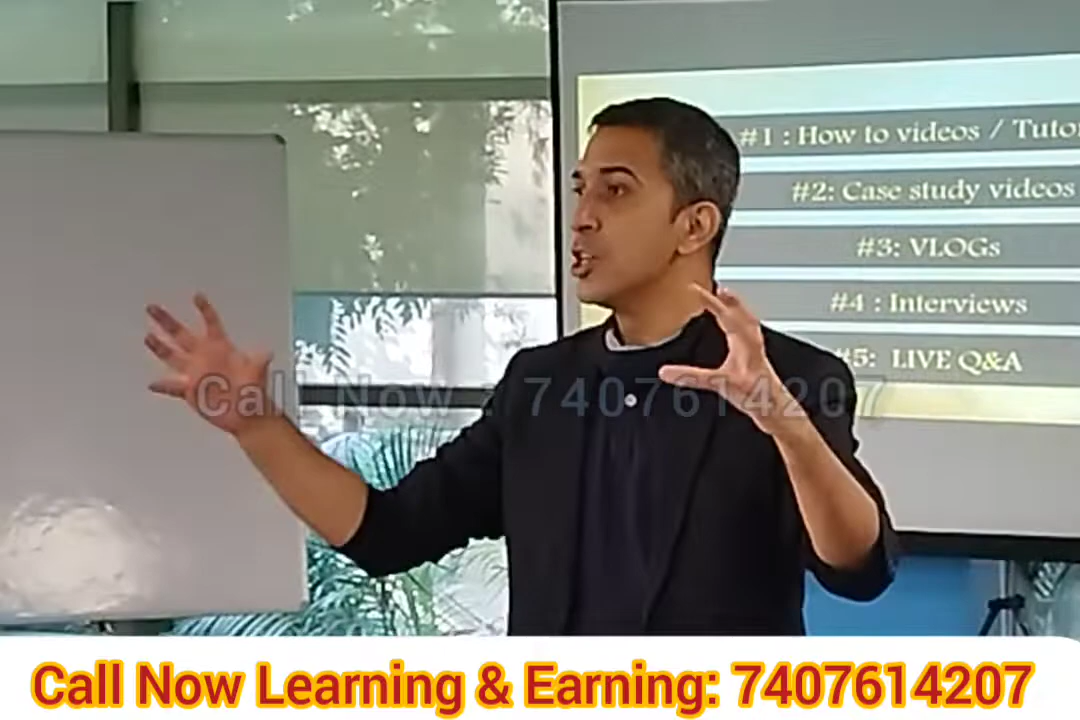 #1 : How to videos / Tutor
#2: Case study videos
#3: VLOGs
#4 : Interviews
#5: LIVE Q&A
Call Now : 7407614207
Call Now Learning & Earning: 7407614207